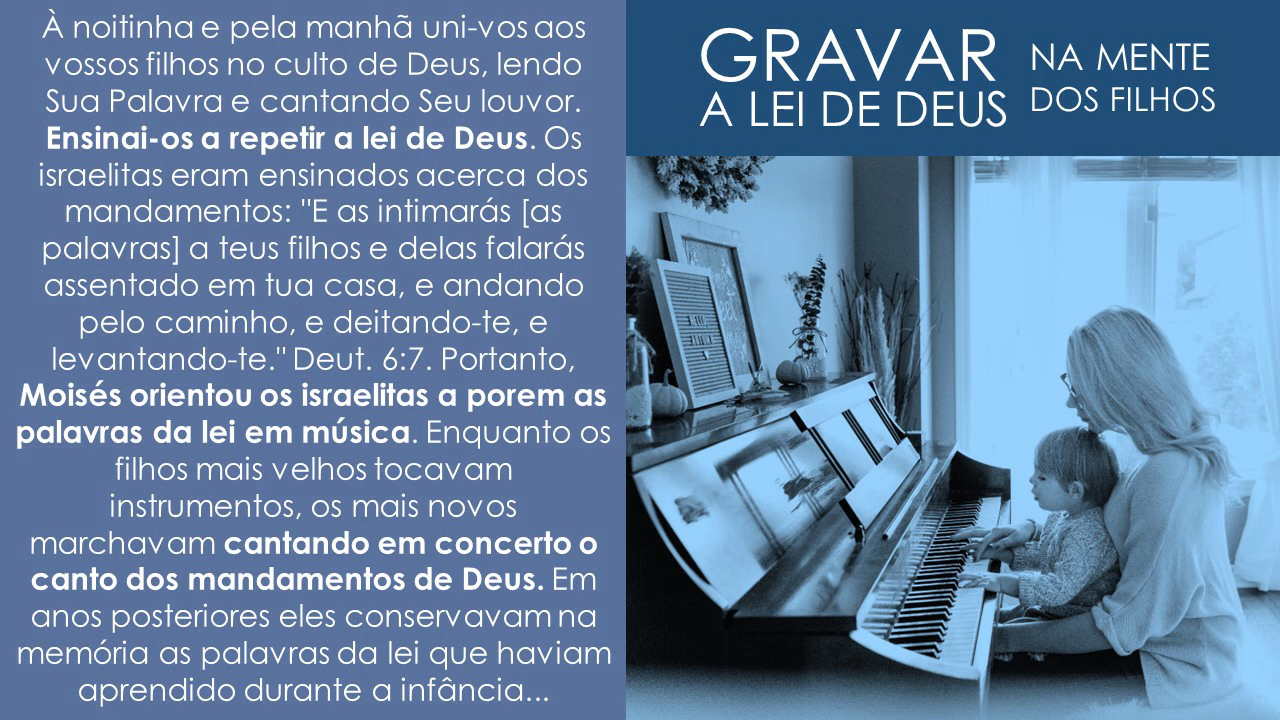 À noitinha e pela manhã uni-vos aos
vossos filhos no culto de Deus, lendo
Sua Palavra e cantando Seu louvor.
Ensinai-os a repetir a lei de Deus. Os
israelitas eram ensinados acerca dos
mandamentos: "E as intimarás [as
palavras] a teus filhos e delas falarás
assentado em tua casa, e andando
pelo caminho, e deitando-te, e
levantando-te." Deut. 6:7. Portanto,
Moisés orientou os israelitas a porem as
palavras da lei em música. Enquanto os
filhos mais velhos tocavam
instrumentos, os mais novos
marchavam cantando em concerto o
canto dos mandamentos de Deus. Em
anos posteriores eles conservavam na
memória as palavras da lei que haviam
aprendido durante a infância...
GRAVAR
A LEI DE DEUS
NA MENTE
DOS FILHOS